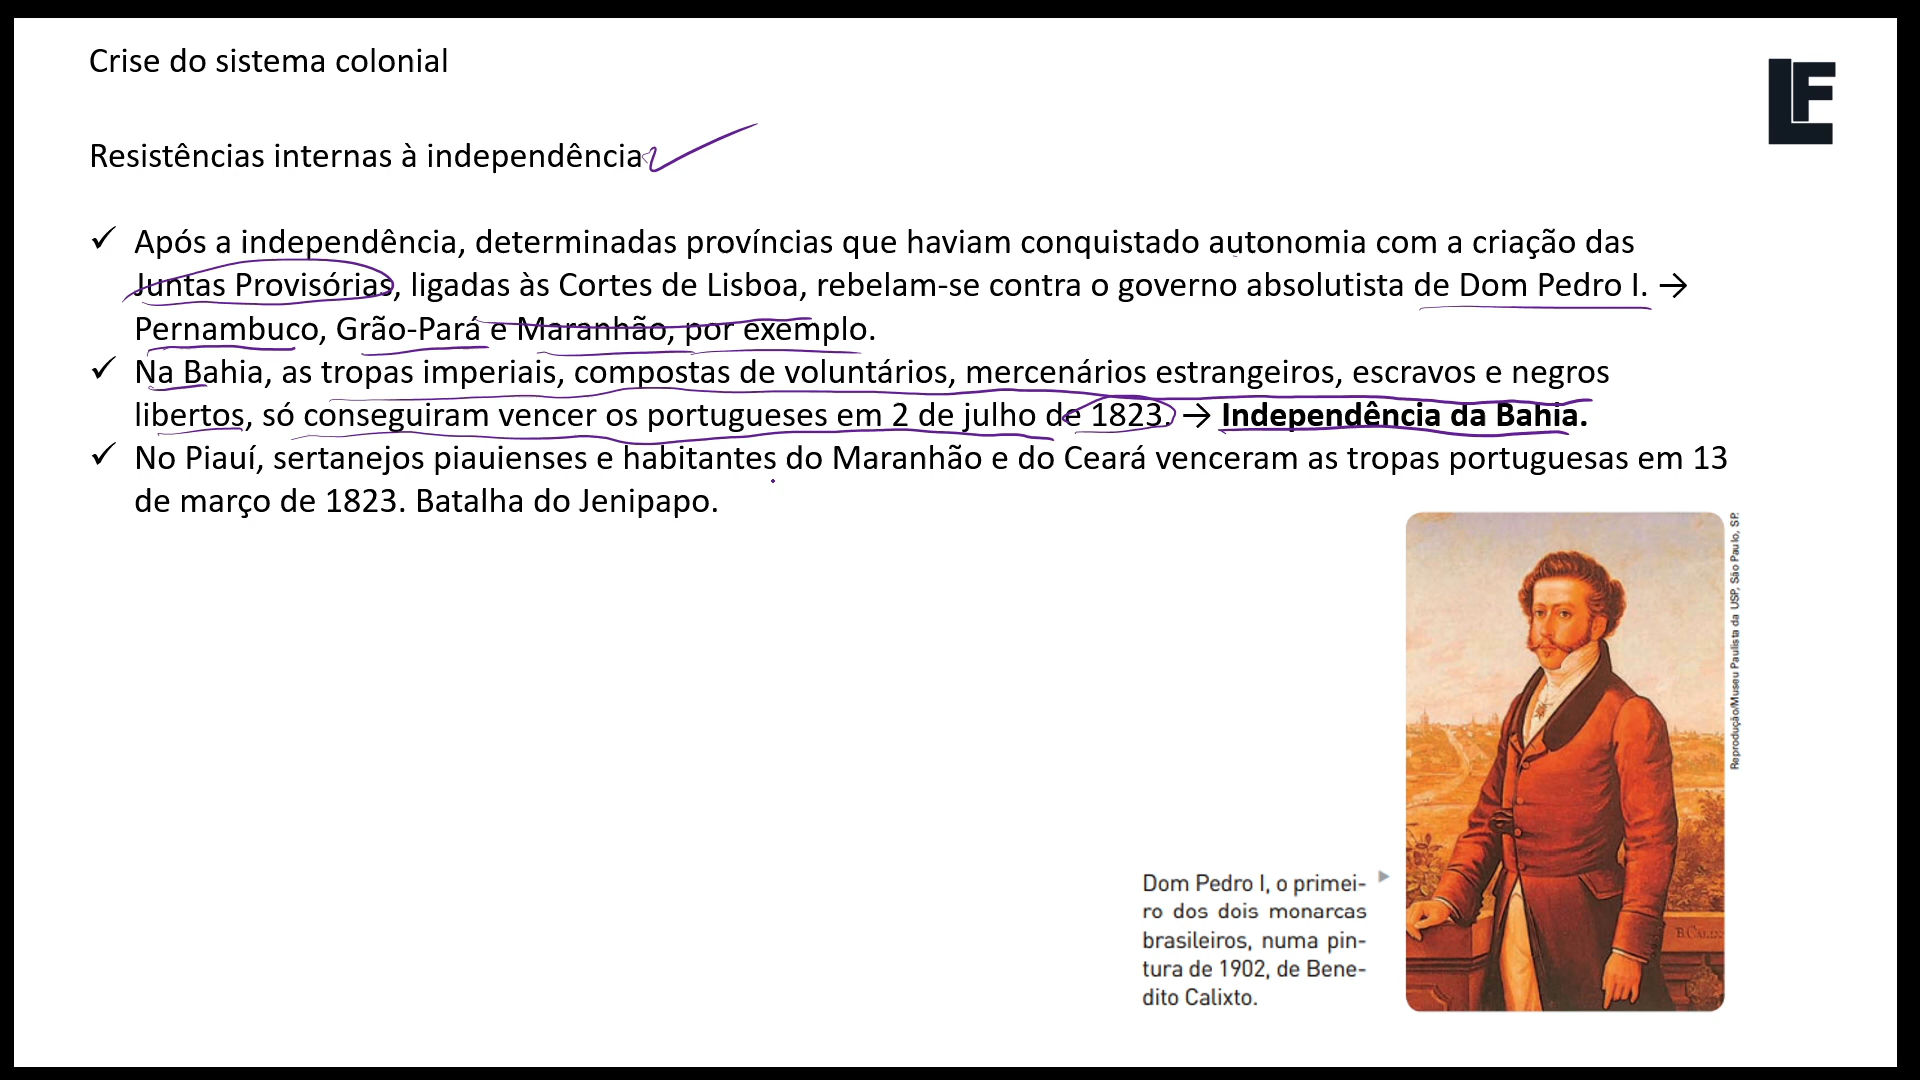 Crise do sistema colonial
LF
Resistências internas à independência
✓ Após a independência, determinadas províncias que haviam conquistado autonomia com a criação das
Juntas Provisórias, ligadas às Cortes de Lisboa, rebelam-se contra o governo absolutista de Dom Pedro I. →
Pernambuco, Grão-Pará e Maranhão, por exemplo.
✓ Na Bahia, as tropas imperiais, compostas de voluntários, mercenários estrangeiros, escravos e negros
libertos, só conseguiram vencer os portugueses em 2 de julho de 1823. → Independência da Bahia.
✓ No Piauí, sertanejos piauienses e habitantes do Maranhão e do Ceará venceram as tropas portuguesas em 13
de março de 1823. Batalha do Jenipapo.
Reprodução/Museu Paulista da USP, São Paulo, SP.
Dom Pedro I, o primei-
ro dos dois monarcas
brasileiros, numa pin-
tura de 1902, de Bene-
dito Calixto.